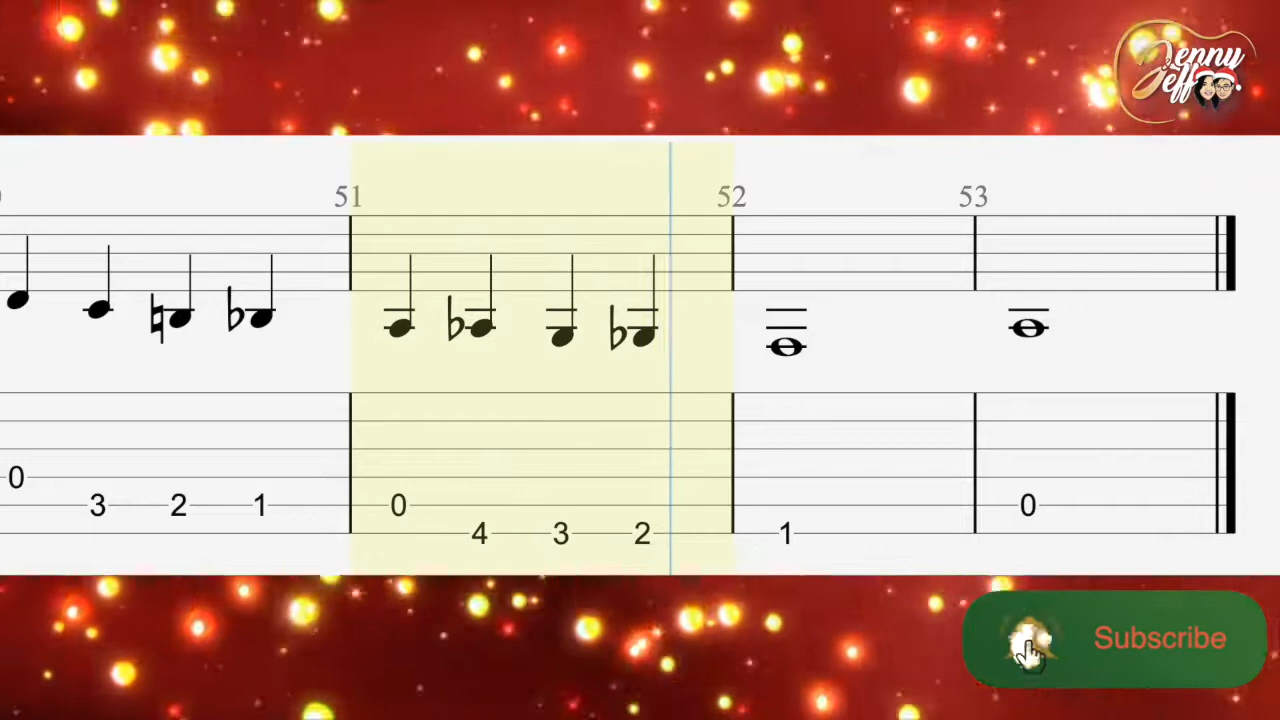 Jenny
Jeff
51 52 53
0 3 2 1 0 4 3 2 1 0
Subscribe